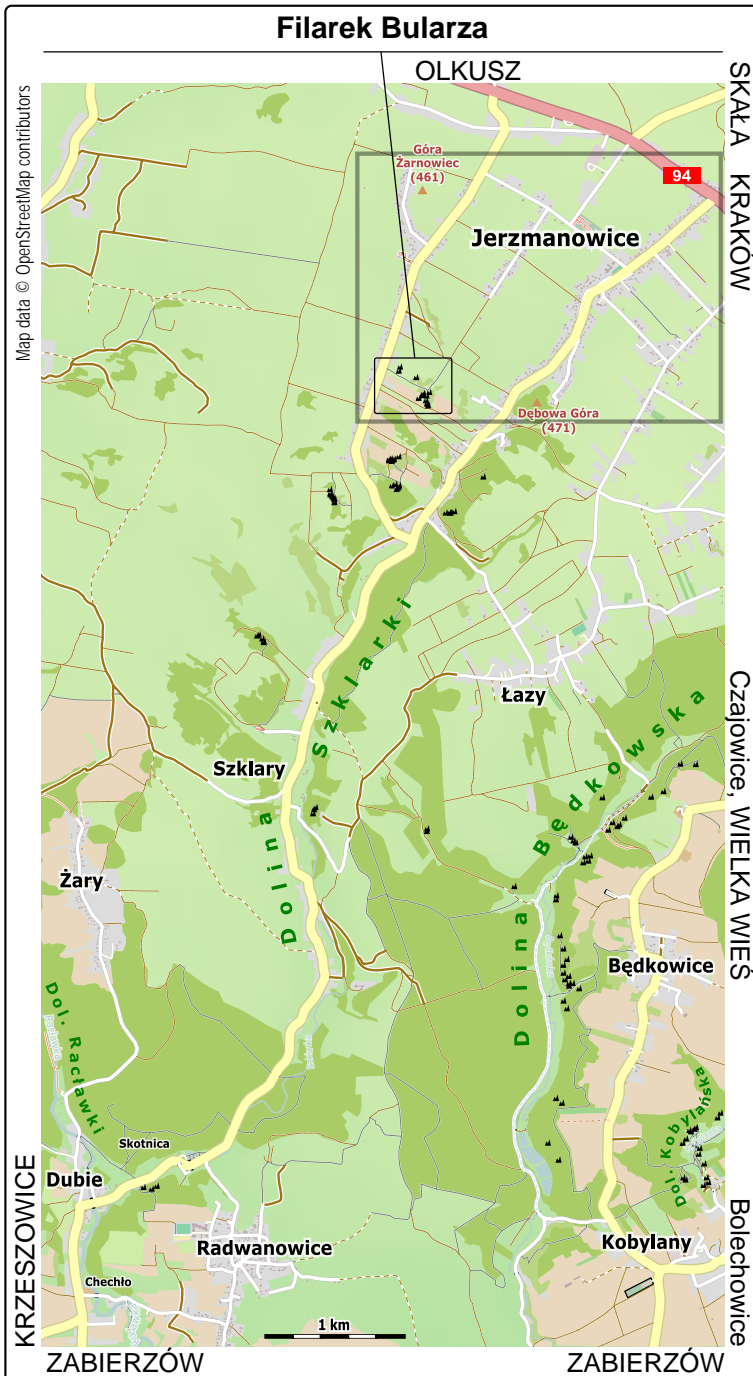 Filarek Bularza
OLKUSZ
SKAŁA KRAKÓW
Map data © OpenStreetMap contributors
Góra
Żarnowiec
(461)
94
Jerzmanowice
Dębowa Góra
(471)
Dolina Szklarki
Łazy
Czajowice, WIELKA WIEŚ
Szklary
Dolina Będkowska
Żary
Będkowice
Dol. Racławki
Dol. Kobylańska
Skotnica
Dubie
KRZESZOWICE
Radwanowice
Kobylany
Bolechowice
Chechło
1 km
ZABIERZÓW
ZABIERZÓW